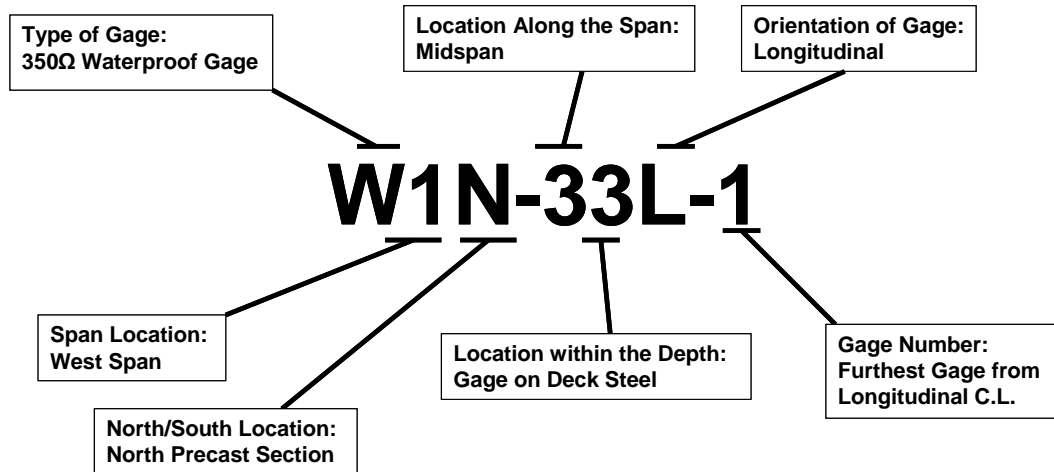 Type of Gage:
350Ω Waterproof Gage
Location Along the Span:
Midspan
Orientation of Gage:
Longitudinal
W1N-33L-1
Span Location:
West Span
North/South Location:
North Precast Section
Location within the Depth:
Gage on Deck Steel
Gage Number:
Furthest Gage from
Longitudinal C.L.